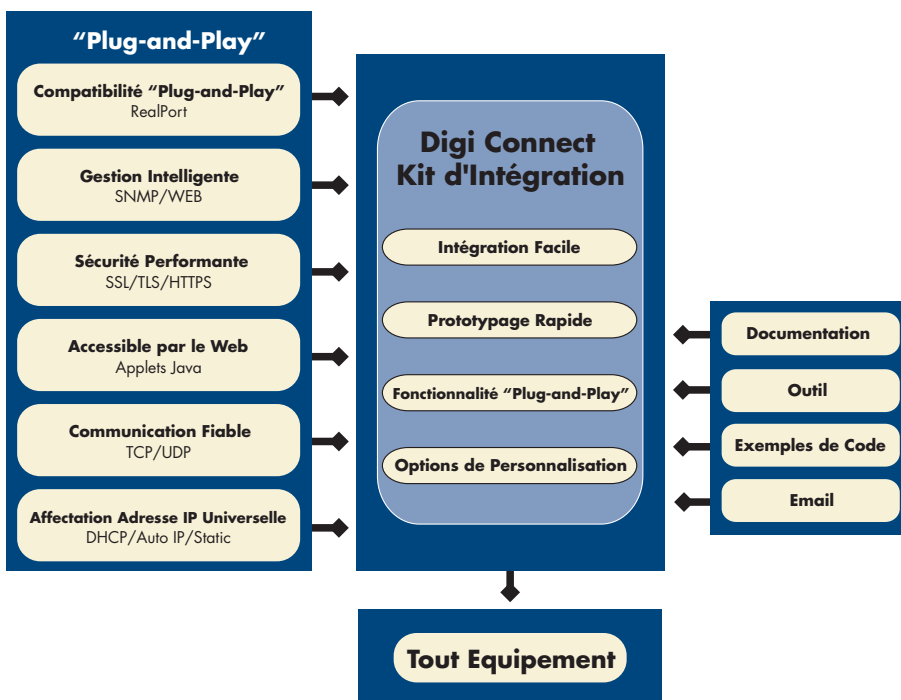 “Plug-and-Play”
Compatibilité “Plug-and-Play”
RealPort
Gestion Intelligente
SNMP/WEB
Sécurité Performante
SSL/TLS/HTTPS
Accessible par le Web
Applets Java
Communication Fiable
TCP/UDP
Affectation Adresse IP Universelle
DHCP/Auto IP/Static
Digi Connect
Kit d'Intégration
Intégration Facile
Prototypage Rapide
Fonctionnalité “Plug-and-Play”
Options de Personnalisation
Documentation
Outil
Exemples de Code
Email
Tout Equipement